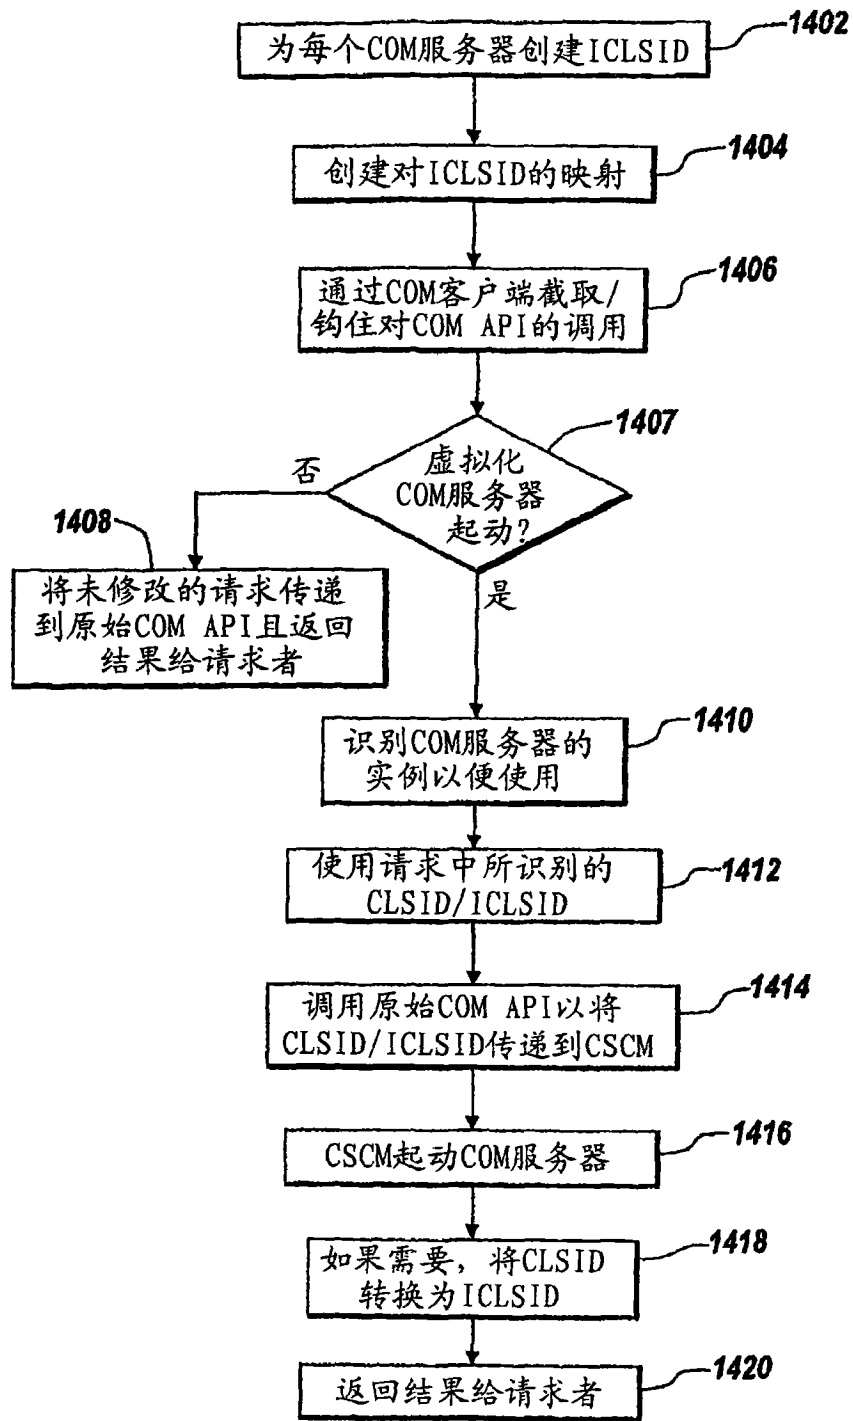 1402
为每个COM服务器创建ICLSID
1404
创建对ICLSID的映射
1406
通过COM客户端截取/
钩住对COM API的调用
1407
虚拟化
COM服务器
起动?
否
1408
将未修改的请求传递
到原始COM API且返回
结果给请求者
是
1410
识别COM服务器的
实例以便使用
1412
使用请求中所识别的
CLSID/ICLSID
1414
调用原始COM API以将
CLSID/ICLSID传递到CSCM
1416
CSCM起动COM服务器
1418
如果需要，将CLSID
转换为ICLSID
1420
返回结果给请求者